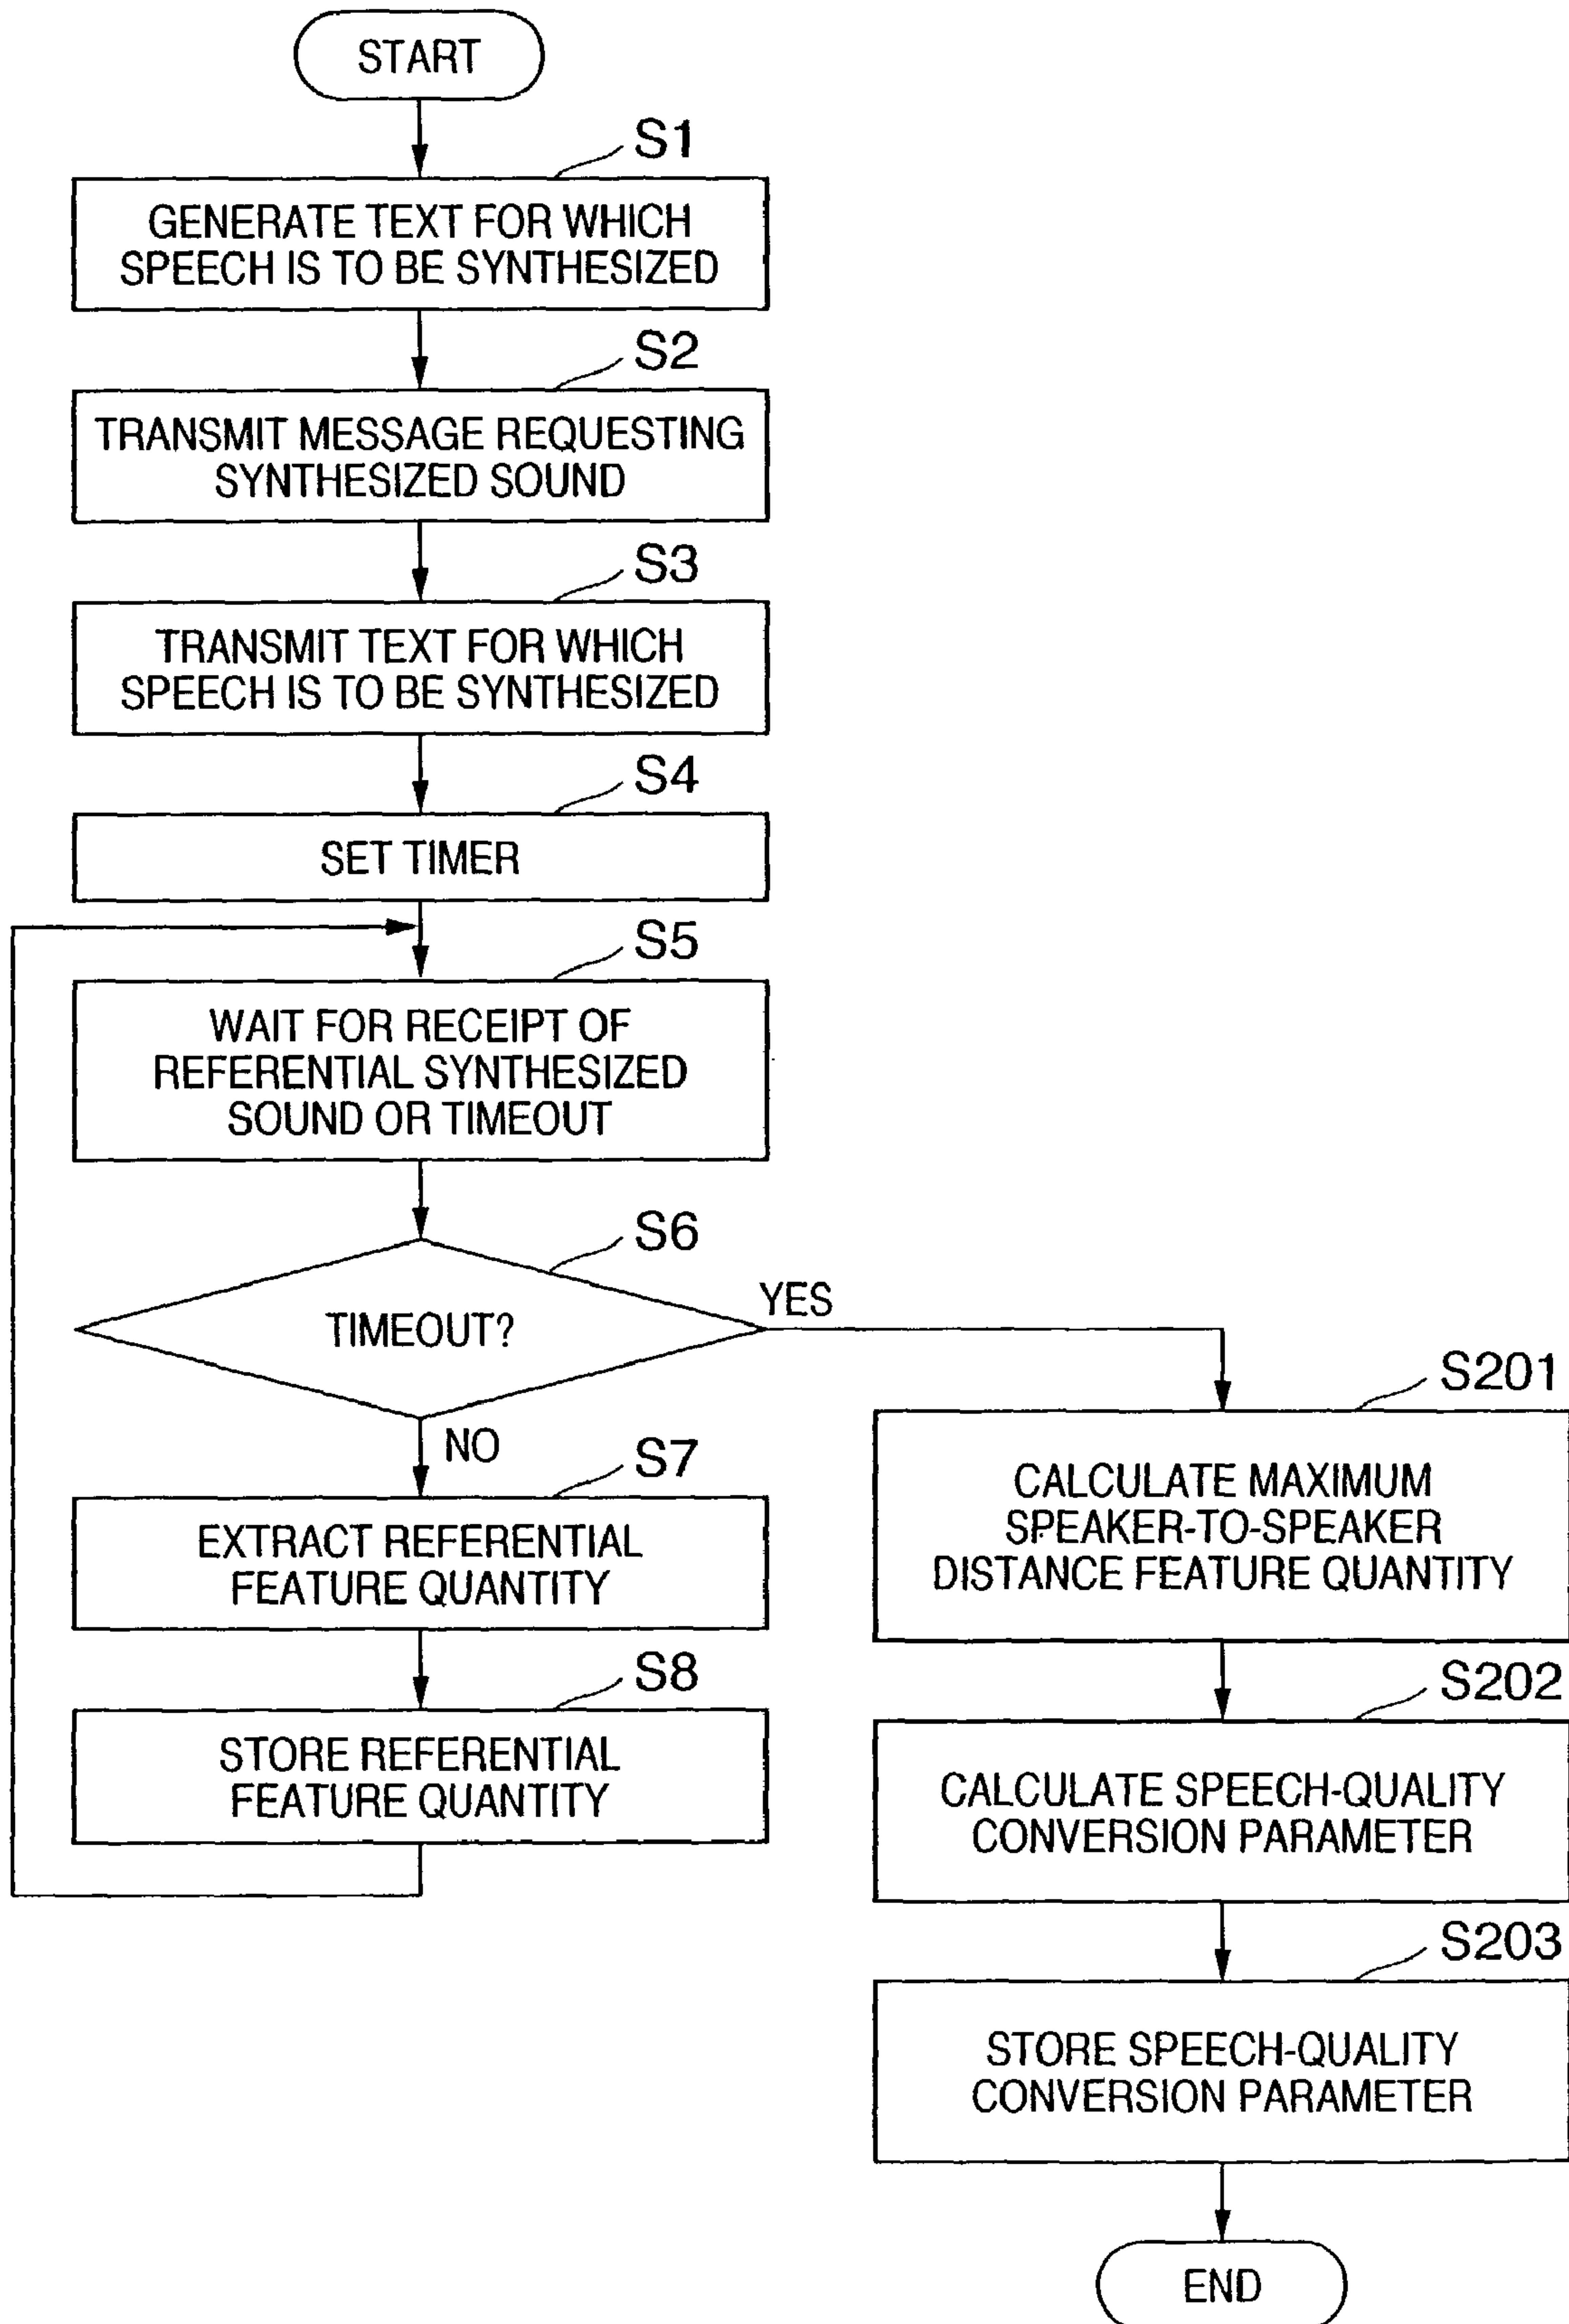 START
S1
GENERATE TEXT FOR WHICH
SPEECH IS TO BE SYNTHESIZED
S2
TRANSMIT MESSAGE REQUESTING
SYNTHESIZED SOUND
S3
TRANSMIT TEXT FOR WHICH
SPEECH IS TO BE SYNTHESIZED
S4
SET TIMER
S5
WAIT FOR RECEIPT OF
REFERENTIAL SYNTHESIZED
SOUND OR TIMEOUT
S6
TIMEOUT?
YES
NO
S7
EXTRACT REFERENTIAL
FEATURE QUANTITY
S8
STORE REFERENTIAL
FEATURE QUANTITY
S201
CALCULATE MAXIMUM
SPEAKER-TO-SPEAKER
DISTANCE FEATURE QUANTITY
S202
CALCULATE SPEECH-QUALITY
CONVERSION PARAMETER
S203
STORE SPEECH-QUALITY
CONVERSION PARAMETER
END